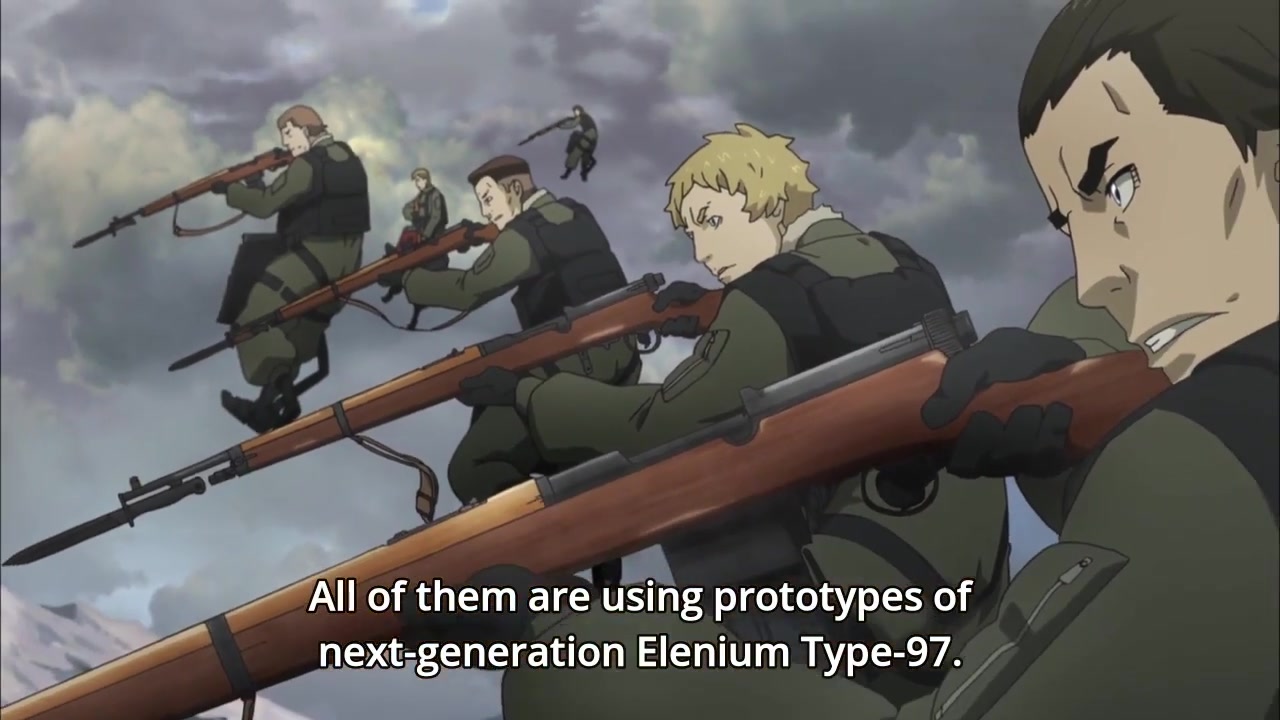 All of them are using prototypes of
next-generation Elenium Type-97.